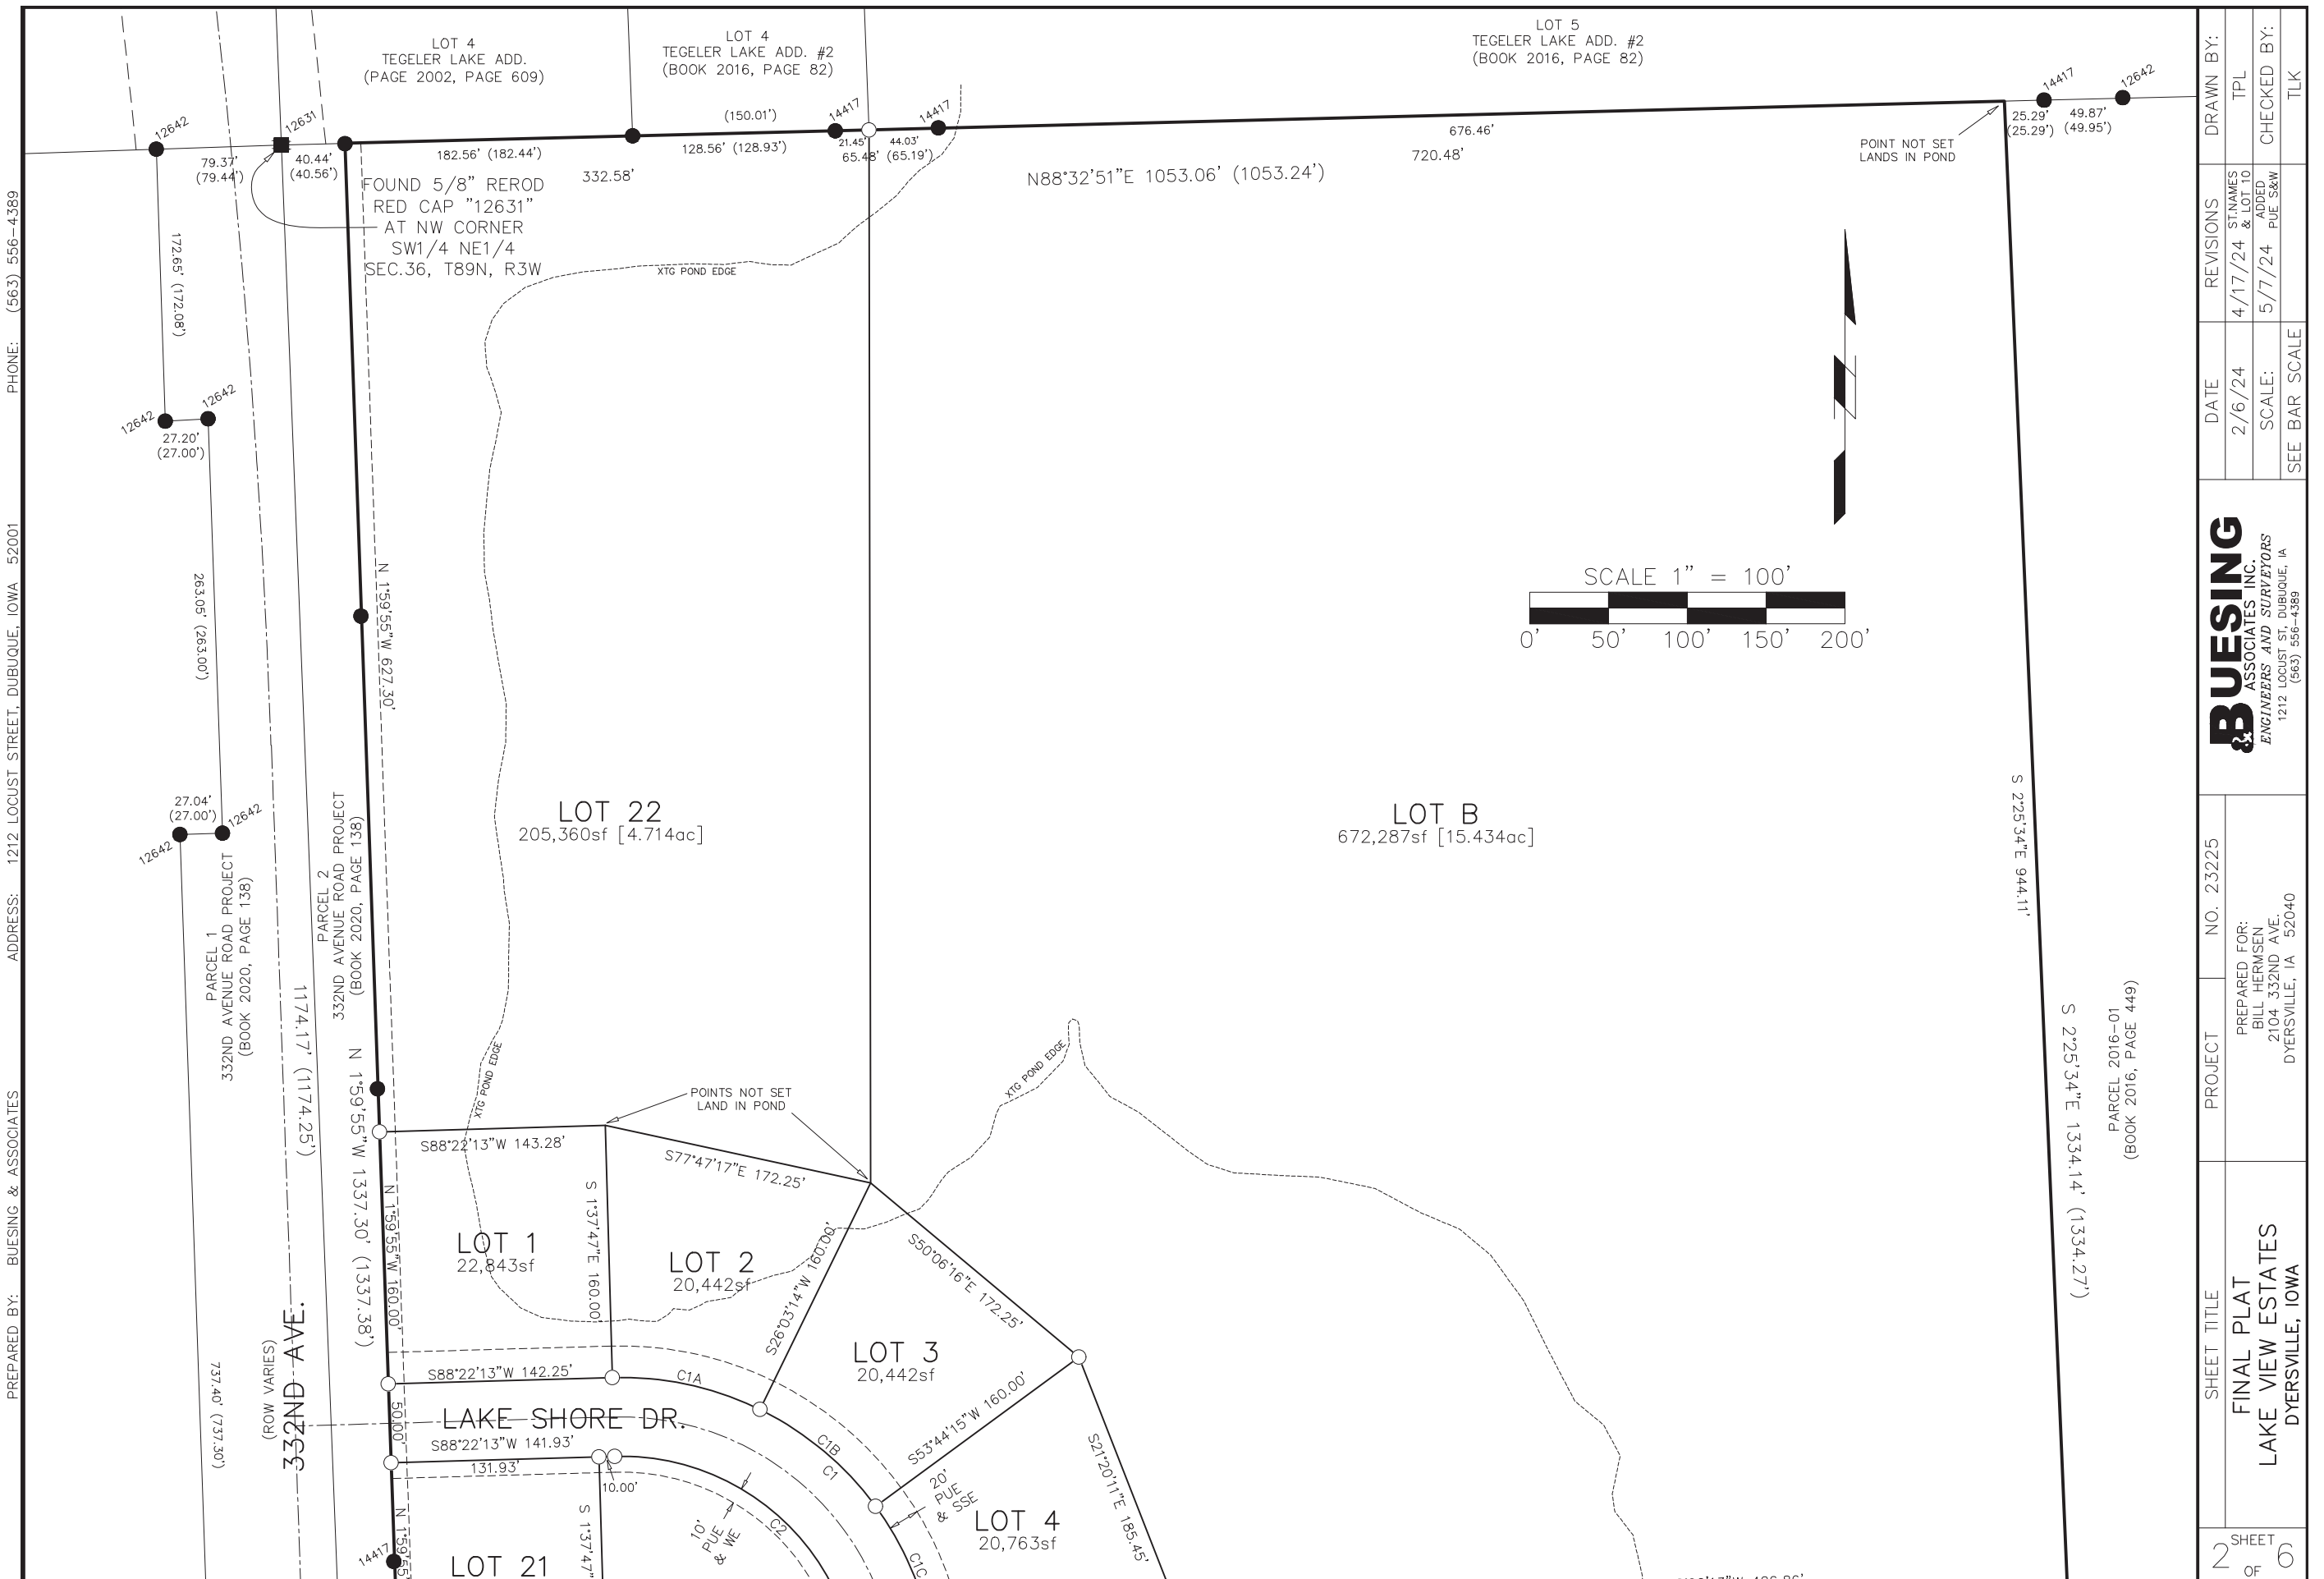 LOT 4
TEGELER LAKE ADD.
(PAGE 2002, PAGE 609)
LOT 4
TEGELER LAKE ADD. #2
(BOOK 2016, PAGE 82)
LOT 5
TEGELER LAKE ADD. #2
(BOOK 2016, PAGE 82)
12642
12631
(150.01')
14417
14417
14417
12642
79.37'
(79.44')
40.44'
(40.56')
182.56' (182.44')
332.58'
128.56' (128.93')
21.45'
44.03'
65.48' (65.19')
676.46'
720.48'
N88°32'51"E 1053.06' (1053.24')
POINT NOT SET
LANDS IN POND
25.29'
(25.29')
49.87'
(49.95')
FOUND 5/8" REROD
RED CAP "12631"
AT NW CORNER
SW1/4 NE1/4
SEC.36, T89N, R3W
XTG POND EDGE
172.65' (172.08')
12642
12642
27.20'
(27.00')
263.05' (263.00')
N 1°59'55"W 627.30'
SCALE 1" = 100'
0' 50' 100' 150' 200'
27.04'
(27.00')
12642
12642
LOT 22
205,360sf [4.714ac]
LOT B
672,287sf [15.434ac]
S 2°25'34"E 944.11'
PARCEL 1
332ND AVENUE ROAD PROJECT
(BOOK 2020, PAGE 138)
PARCEL 2
332ND AVENUE ROAD PROJECT
(BOOK 2020, PAGE 138)
1174.17' (1174.25')
N 1°59'55"W 1337.30' (1337.38')
XTG POND EDGE
XTG POND EDGE
S 2°25'34"E 1334.14' (1334.27')
PARCEL 2016-01
(BOOK 2016, PAGE 449)
POINTS NOT SET
LAND IN POND
S88°22'13"W 143.28'
S77°47'17"E 172.25'
N 1°59'55"W 160.00'
S 1°37'47"E 160.00'
LOT 1
22,843sf
LOT 2
20,442sf
S26°03'14"W 160.00'
S50°06'16"E 172.25'
LOT 3
20,442sf
S53°44'15"W 160.00'
332ND AVE.
(ROW VARIES)
737.40' (737.30')
S88°22'13"W 142.25'
C1A
50.00'
LAKE SHORE DR.
C1B
C1
S88°22'13"W 141.93'
131.93'
10.00'
C2
10'
PUE
& WE
20'
PUE
& SSE
LOT 4
20,763sf
S21°20'11"E 185.45'
C1C
14417
N 1°59'55"
S 1°37'47"
LOT 21
PREPARED BY: BUESING & ASSOCIATES ADDRESS: 1212 LOCUST STREET, DUBUQUE, IOWA 52001 PHONE: (563) 556-4389
DRAWN BY:
TPL
CHECKED BY:
TLK
REVISIONS
4/17/24 ST.NAMES
& LOT 10
5/7/24 ADDED
PUE S&W
DATE
2/6/24
SCALE:
SEE BAR SCALE
BUESING
&
ASSOCIATES INC.
ENGINEERS AND SURVEYORS
1212 LOCUST ST, DUBUQUE, IA
(563) 556-4389
PROJECT NO. 23225
PREPARED FOR:
BILL HERMSEN
2104 332ND AVE.
DYERSVILLE, IA 52040
SHEET TITLE
FINAL PLAT
LAKE VIEW ESTATES
DYERSVILLE, IOWA
SHEET
2 OF 6